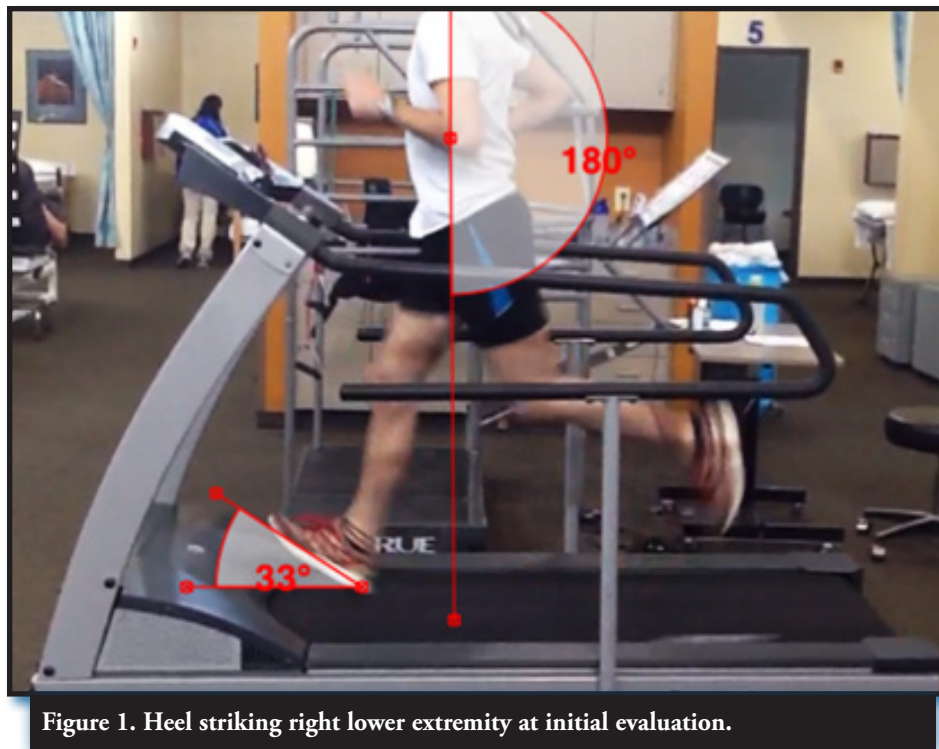 5
180°
RUE
33°
Figure 1. Heel striking right lower extremity at initial evaluation.